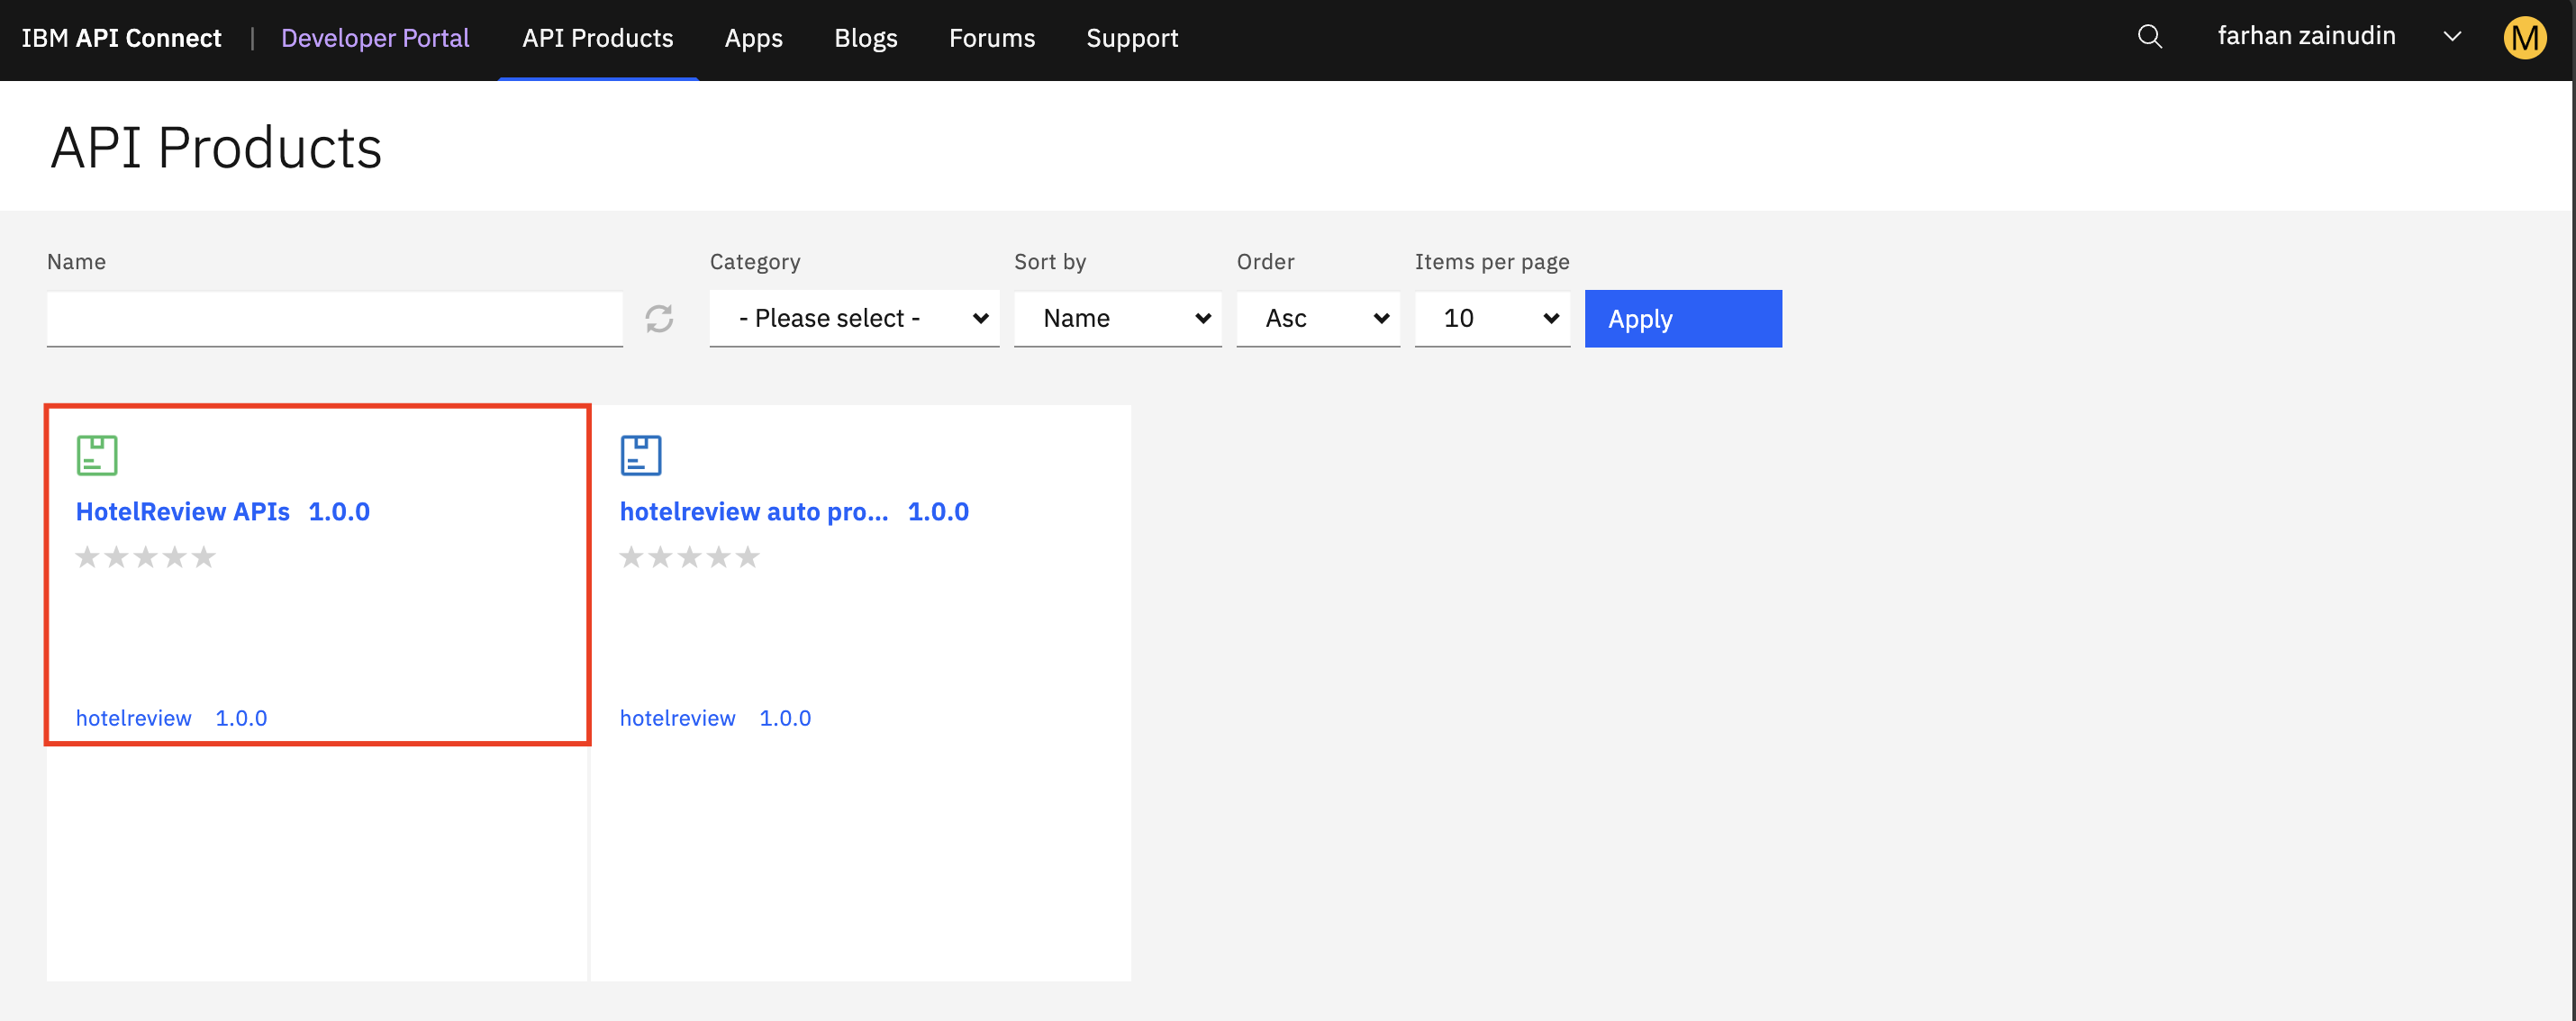 IBM API Connect | Developer Portal API Products Apps Blogs Forums Support farhan zainudin M
API Products
Name Category Sort by Order Items per page
- Please select - Name Asc 10 Apply
HotelReview APIs 1.0.0
hotelreview 1.0.0
hotelreview auto pro... 1.0.0
hotelreview 1.0.0